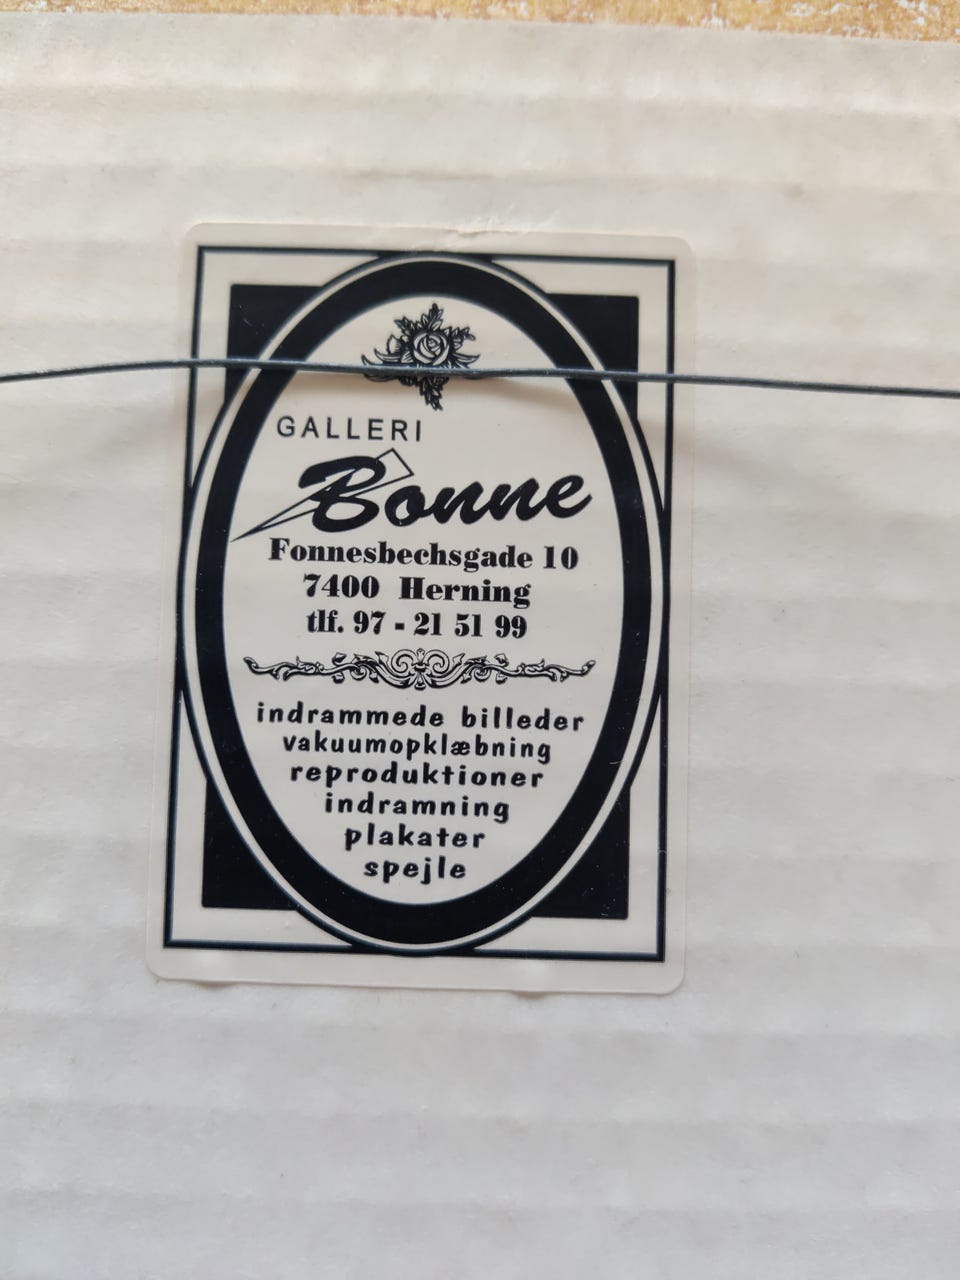 GALLERI
Bonne
Fonnesbechsgade 10
7400 Herning
tlf. 97 - 21 51 99
indrammede billeder
vakuumopklæbning
reproduktioner
indramning
plakater
spejle